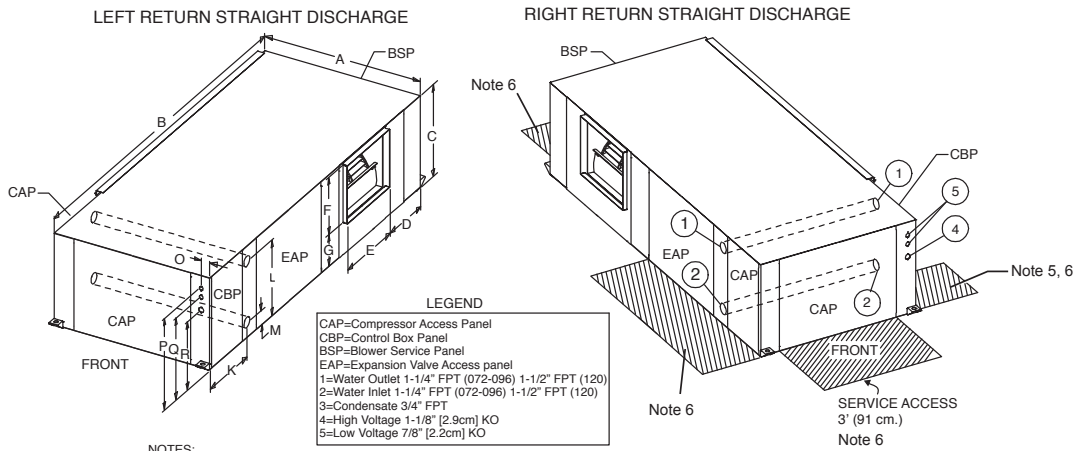 LEFT RETURN STRAIGHT DISCHARGE
RIGHT RETURN STRAIGHT DISCHARGE
A
BSP
B
C
CAP
F
D
G
E
EAP
O
L
CBP
M
CAP
P
Q
R
K
FRONT
BSP
Note 6
CBP
1
5
1
4
EAP
CAP
2
2
Note 5, 6
CAP
FRONT
Note 6
SERVICE ACCESS
3' (91 cm.)
Note 6
LEGEND
CAP=Compressor Access Panel
CBP=Control Box Panel
BSP=Blower Service Panel
EAP=Expansion Valve Access panel
1=Water Outlet 1-1/4" FPT (072-096) 1-1/2" FPT (120)
2=Water Inlet 1-1/4" FPT (072-096) 1-1/2" FPT (120)
3=Condensate 3/4" FPT
4=High Voltage 1-1/8" [2.9cm] KO
5=Low Voltage 7/8" [2.2cm] KO
NOTES: